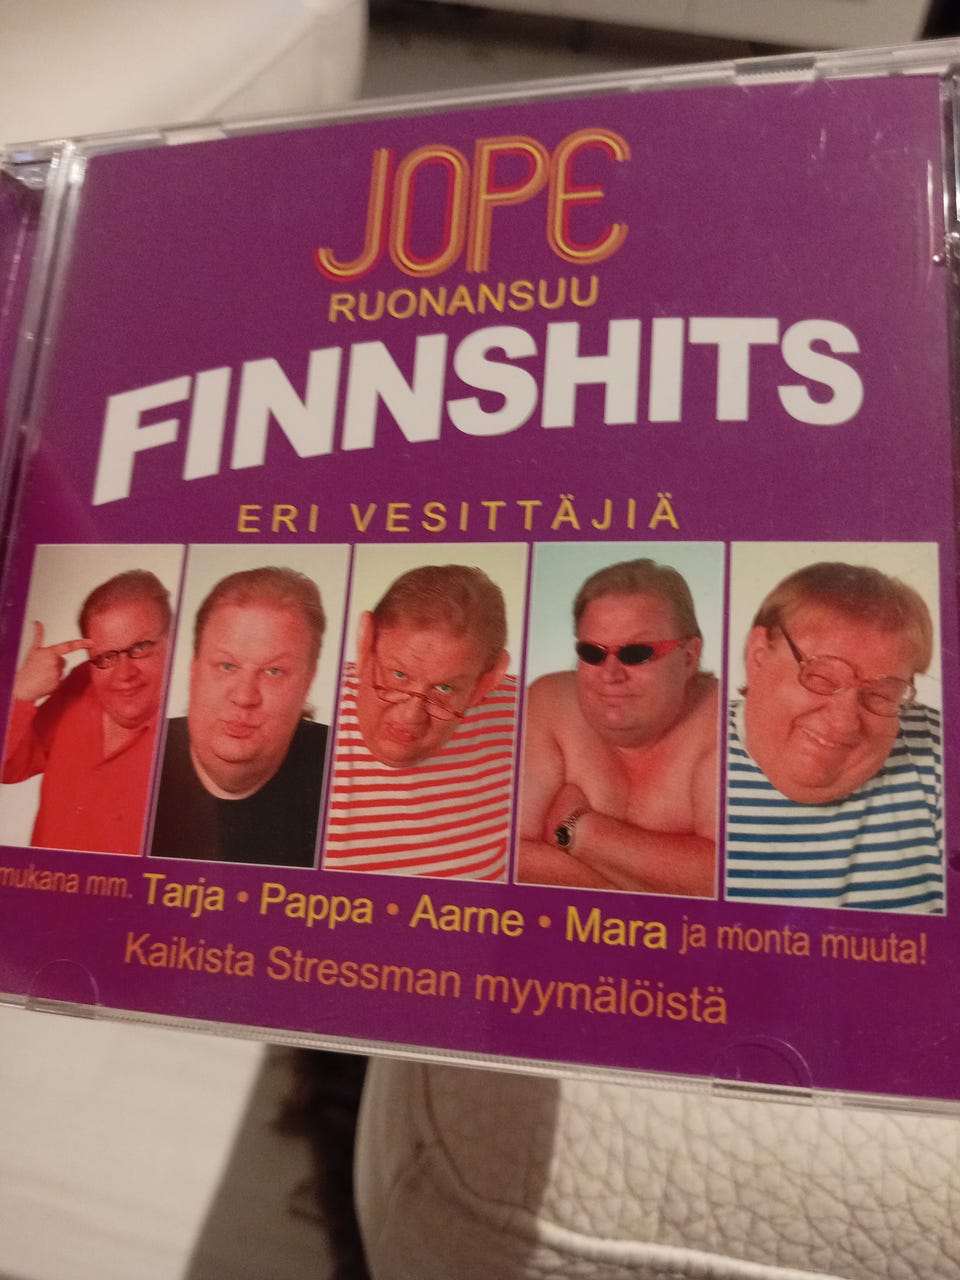 JOPE
RUONANSUU
FINNSHITS
ERI VESITTÄJIÄ
mukana mm. Tarja • Pappa • Aarne • Mara ja monta muuta!
Kaikista Stressman myymälöistä